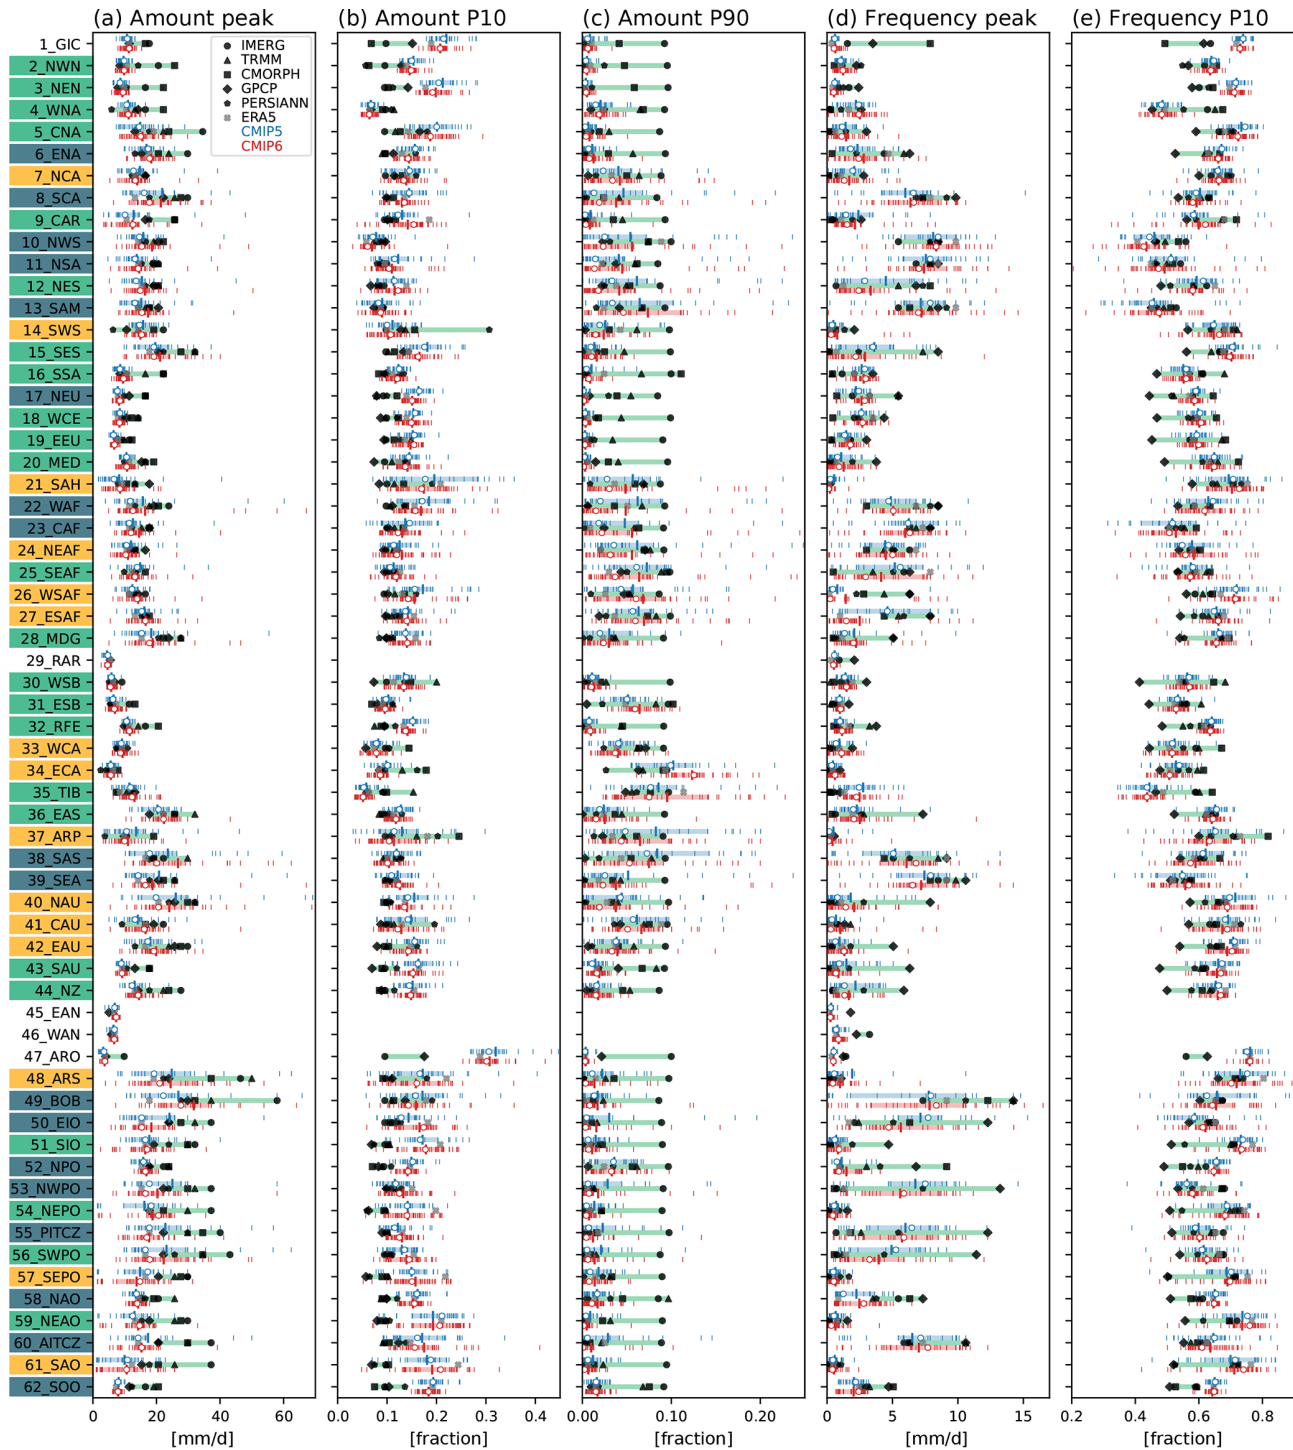 (a) Amount peak
(b) Amount P10
(c) Amount P90
(d) Frequency peak
(e) Frequency P10
1_GIC
2_NWN
3_NEN
4_WNA
5_CNA
6_ENA
7_NCA
8_SCA
9_CAR
10_NWS
11_NSA
12_NES
13_SAM
14_SWS
15_SES
16_SSA
17_NEU
18_WCE
19_EEU
20_MED
21_SAH
22_WAF
23_CAF
24_NEAF
25_SEAF
26_WSAF
27_ESAF
28_MDG
29_RAR
30_WSB
31_ESB
32_RFE
33_WCA
34_ECA
35_TIB
36_EAS
37_ARP
38_SAS
39_SEA
40_NAU
41_CAU
42_EAU
43_SAU
44_NZ
45_EAN
46_WAN
47_ARO
48_ARS
49_BOB
50_EIO
51_SIO
52_NPO
53_NWPO
54_NEPO
55_PITCZ
56_SWPO
57_SEPO
58_NAO
59_NEAO
60_AITCZ
61_SAO
62_SOO
IMERG
TRMM
CMORPH
GPCP
PERSIANN
ERA5
CMIP5
CMIP6
0 20 40 60
[mm/d]
0.0 0.1 0.2 0.3 0.4
[fraction]
0.00 0.10 0.20
[fraction]
0 5 10 15
[mm/d]
0.2 0.4 0.6 0.8
[fraction]